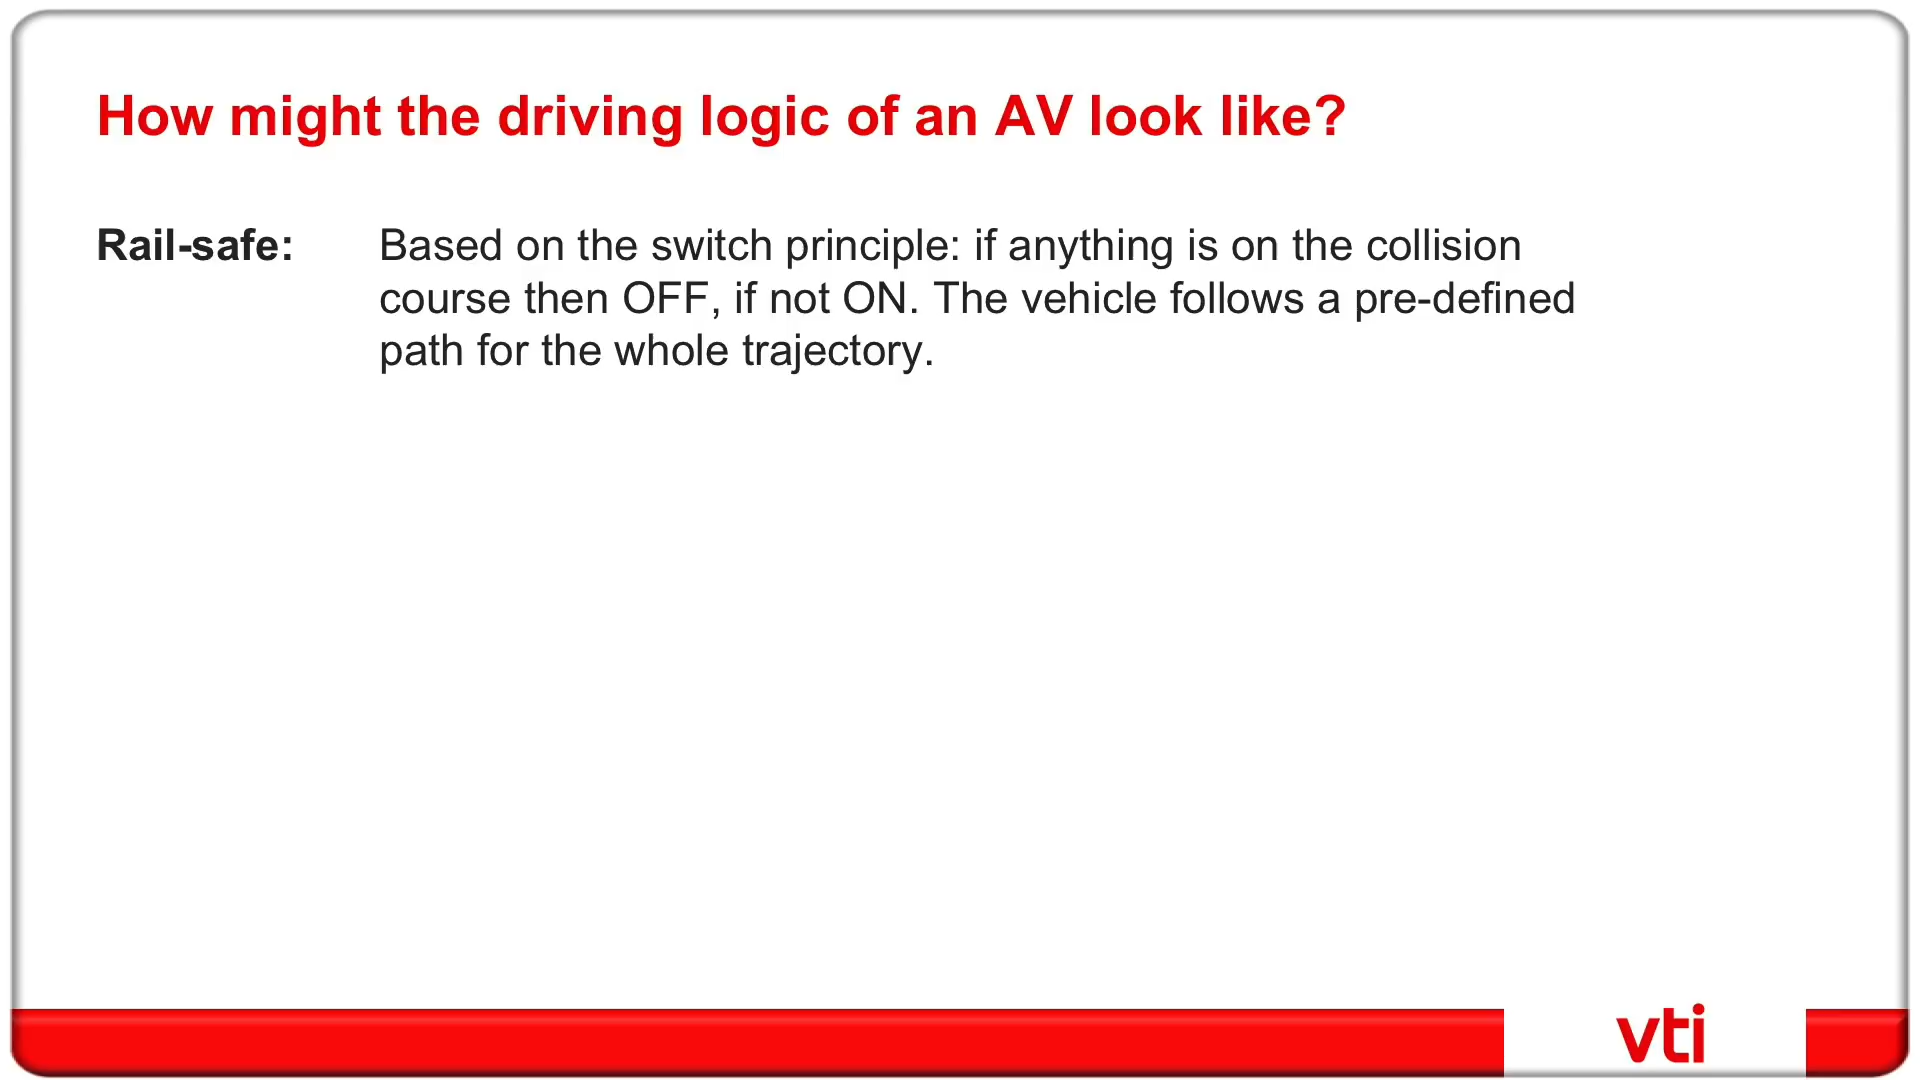 How might the driving logic of an AV look like?
Rail-safe: Based on the switch principle: if anything is on the collision
course then OFF, if not ON. The vehicle follows a pre-defined
path for the whole trajectory.
vti